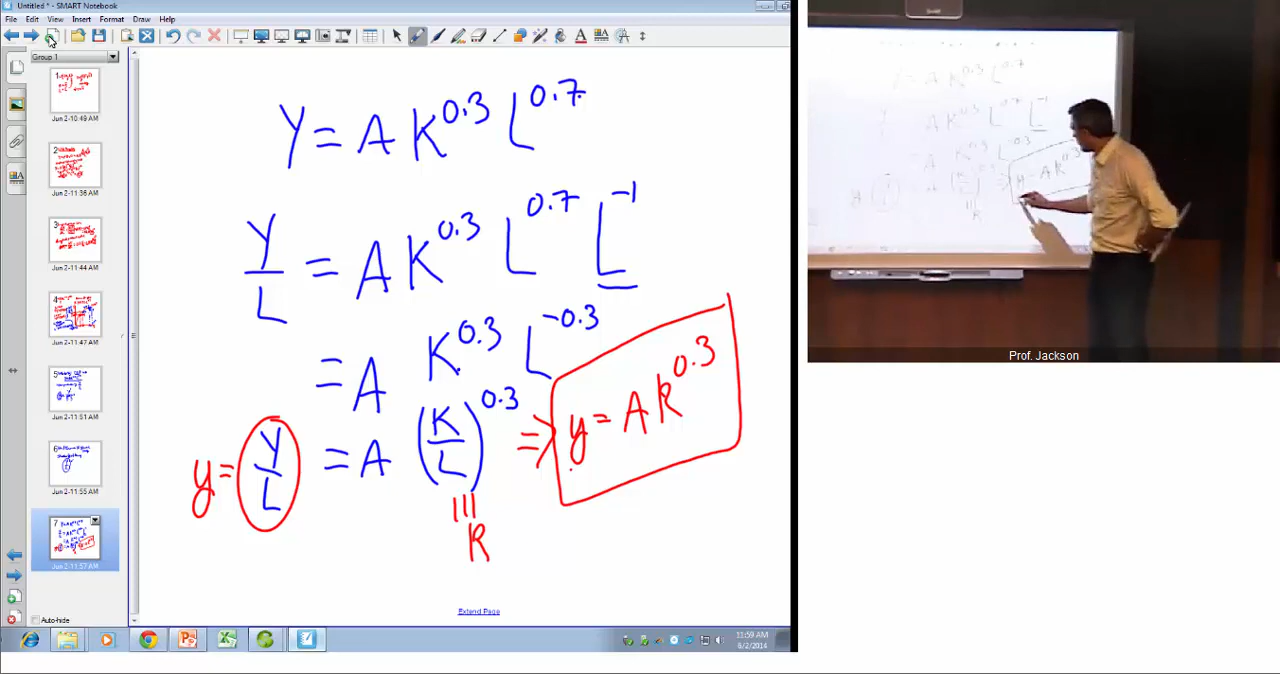 Untitled * - SMART Notebook
File Edit View Insert Format Draw Help
Group 1
Jun 2-10:49 AM
Jun 2-11:36 AM
Jun 2-11:44 AM
Jun 2-11:47 AM
Jun 2-11:51 AM
Jun 2-11:55 AM
Jun 2-11:57 AM
Auto-hide
Y = A K^0.3 L^0.7
Y/L = A K^0.3 L^0.7 L^-1
= A K^0.3 L^-0.3
y = Y/L = A (K/L)^0.3 ⇒ y = A k^0.3
k
Extend Page
11:59 AM
9/2/2014
Prof. Jackson